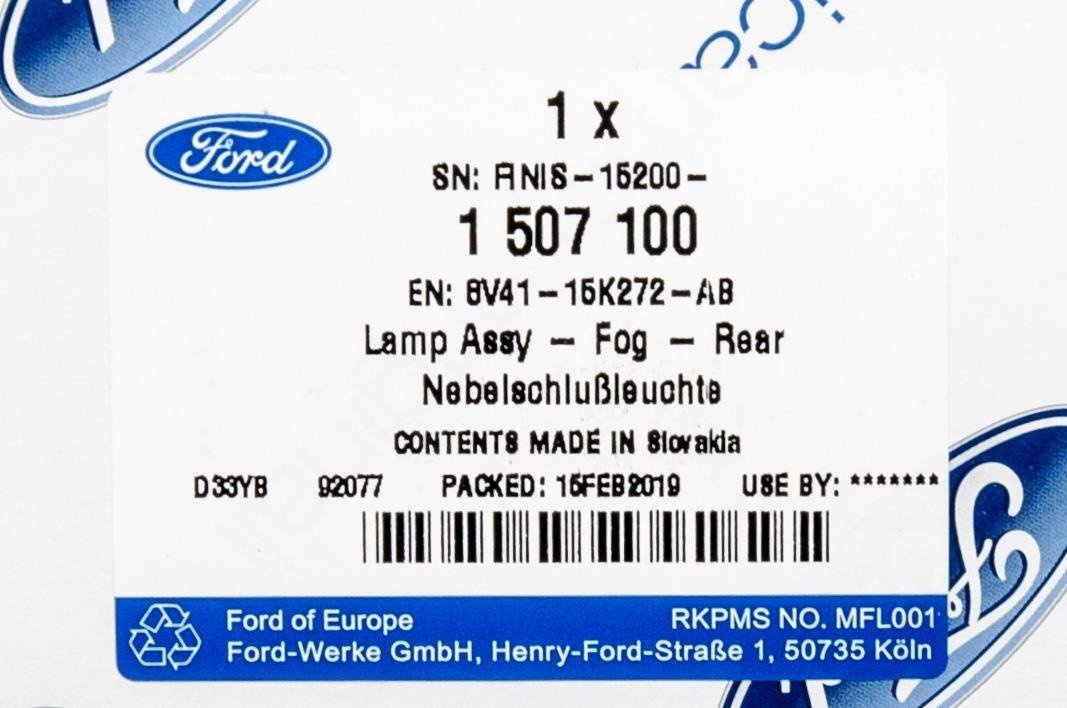 Ford
1 x
SN: FINIS-15200-
1 507 100
EN: 8V41-15K272-AB
Lamp Assy - Fog - Rear
Nebelschlußleuchte
CONTENTS MADE IN Slovakia
D33YB 92077 PACKED: 15FEB2019 USE BY: *******
Ford of Europe RKPMS NO. MFL001
Ford-Werke GmbH, Henry-Ford-Straße 1, 50735 Köln